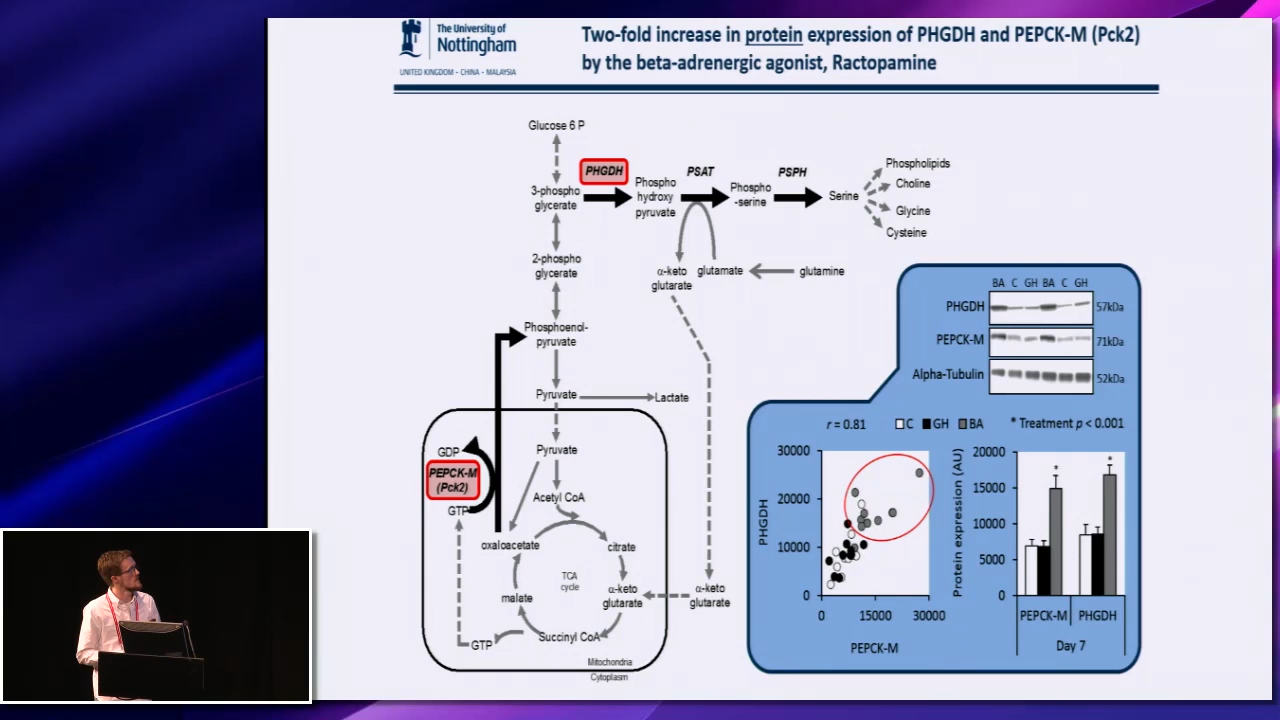 The University of
Nottingham
UNITED KINGDOM - CHINA - MALAYSIA
Two-fold increase in protein expression of PHGDH and PEPCK-M (Pck2)
by the beta-adrenergic agonist, Ractopamine
Glucose 6 P
PHGDH
PSAT
PSPH
3-phospho
glycerate
Phospho
hydroxy
pyruvate
Phospho
-serine
Serine
Phospholipids
Choline
Glycine
Cysteine
2-phospho
glycerate
α-keto
glutarate
glutamate
glutamine
Phosphoenol-
pyruvate
Pyruvate
Lactate
GDP
PEPCK-M
(Pck2)
GTP
Pyruvate
Acetyl CoA
oxaloacetate
citrate
TCA
cycle
malate
α-keto
glutarate
α-keto
glutarate
Succinyl CoA
GTP
Mitochondria
Cytoplasm
BA C GH BA C GH
PHGDH 57kDa
PEPCK-M 71kDa
Alpha-Tubulin 52kDa
r = 0.81
C GH BA
* Treatment p < 0.001
PHGDH
30000
20000
10000
0
0 15000 30000
PEPCK-M
Protein expression (AU)
20000
15000
10000
5000
0
* *
PEPCK-M PHGDH
Day 7